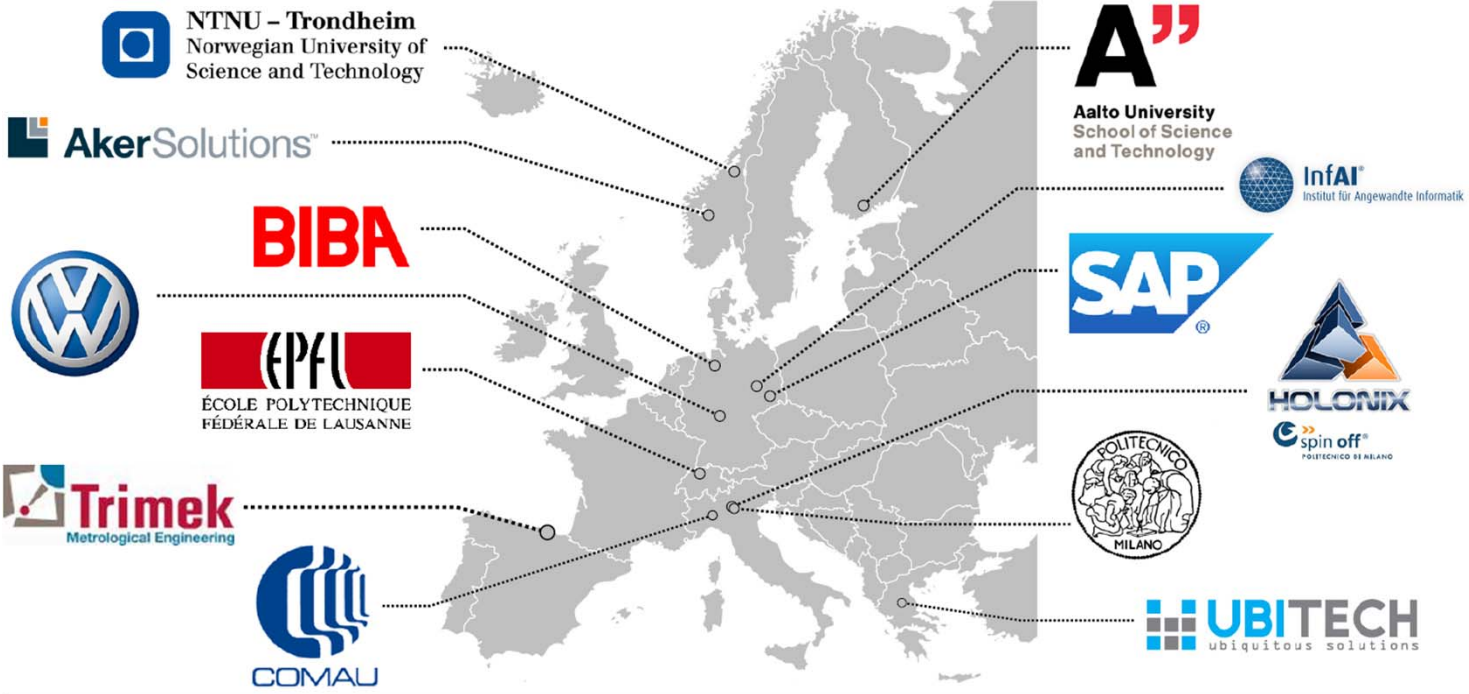 NTNU – Trondheim
Norwegian University of
Science and Technology
AkerSolutions™
BIBA
VW
EPFL
ÉCOLE POLYTECHNIQUE
FÉDÉRALE DE LAUSANNE
Trimek
Metrological Engineering
COMAU
A”
Aalto University
School of Science
and Technology
InfAI®
Institut für Angewandte Informatik
SAP
®
HOLONIX
spin off®
POLITECNICO DI MILANO
POLITECNICO
MILANO
UBITECH
ubiquitous solutions